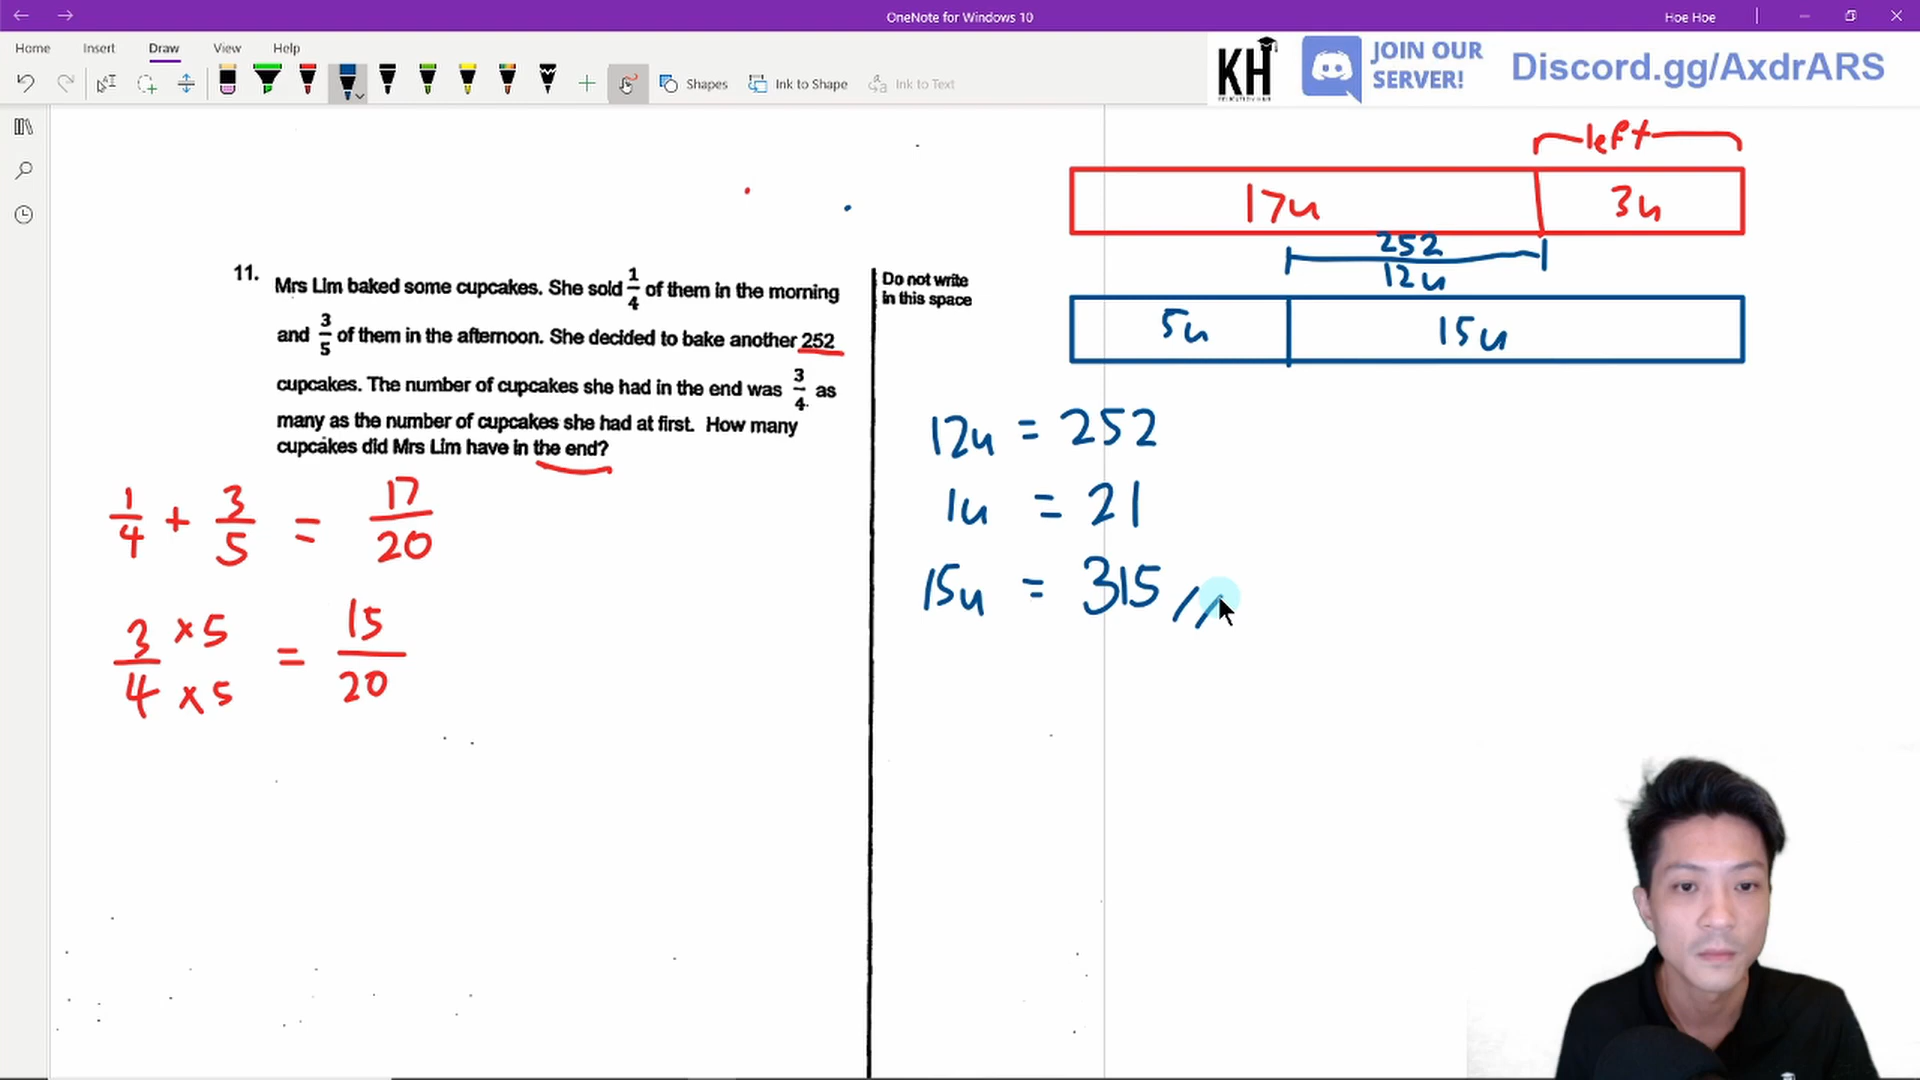 OneNote for Windows 10
Hoe Hoe
Home Insert Draw View Help
Shapes Ink to Shape Ink to Text
KH
JOIN OUR SERVER!
Discord.gg/AxdrARS
left
17u 3u
252
12u
5u 15u
11. Mrs Lim baked some cupcakes. She sold 1/4 of them in the morning
and 3/5 of them in the afternoon. She decided to bake another 252
cupcakes. The number of cupcakes she had in the end was 3/4 as
many as the number of cupcakes she had at first. How many
cupcakes did Mrs Lim have in the end?
Do not write
in this space
1/4 + 3/5 = 17/20
3/4 ×5 ×5 = 15/20
12u = 252
1u = 21
15u = 315